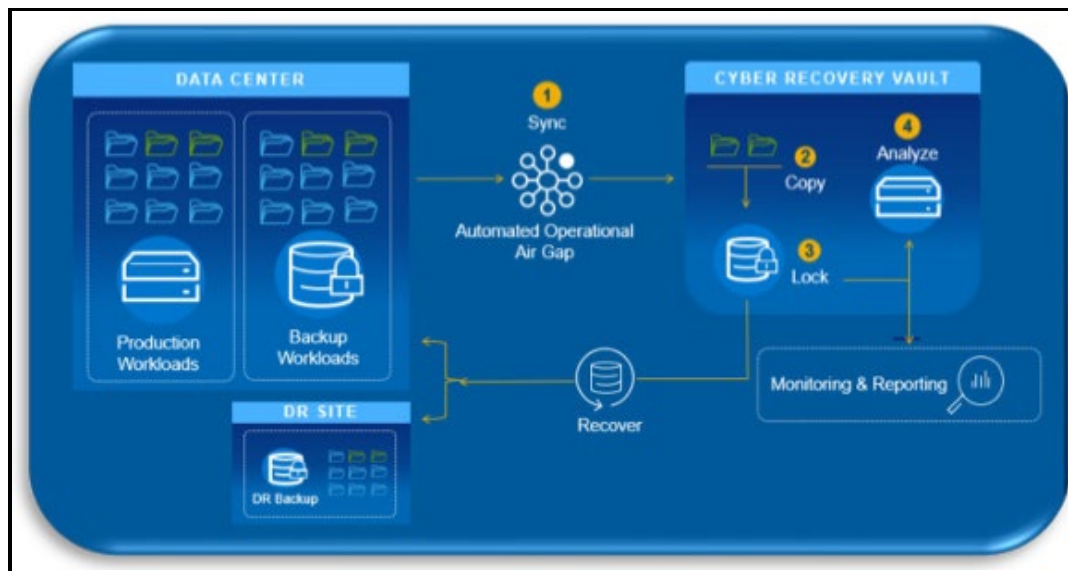 DATA CENTER
Production
Workloads
Backup
Workloads
1
Sync
Automated Operational
Air Gap
CYBER RECOVERY VAULT
2
Copy
3
Lock
4
Analyze
Monitoring & Reporting
Recover
DR SITE
DR Backup